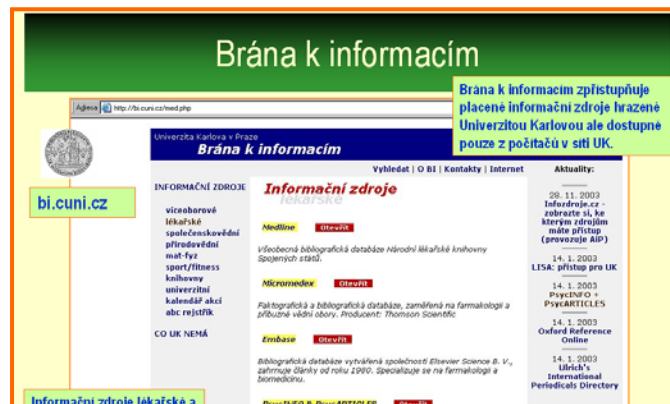 Brána k informacím
Brána k informacím zpřístupňuje
placené informační zdroje hrazené
Univerzitou Karlovou ale dostupné
pouze z počítačů v síti UK.
Adresa http://bi.cuni.cz/med.php
Univerzita Karlova v Praze
Brána k informacím
Vyhledat | O BI | Kontakty | Internet
bi.cuni.cz
INFORMAČNÍ ZDROJE
víceoborové
lékařské
společenskovědní
přírodovědní
mat-fyz
sport/fitness
knihovny
univerzitní
kalendář akcí
abc rejstřík
CO UK NEMÁ
Informační zdroje
lékařské
Medline Otevřít
Všeobecná bibliografická databáze Národní lékařské knihovny
Spojených států.
Micromedex Otevřít
Faktografická a bibliografická databáze, zaměřená na farmakologii a
příbuzné vědní obory. Producent: Thomson Scientific
Embase Otevřít
Bibliografická databáze vytvářená společností Elsevier Science B. V.,
zahrnuje články od roku 1980. Specializuje se na farmakologii a
biomedicínu.
PsycINFO & PsycARTICLES Otevřít
Aktuality:
28. 11. 2003
Infozdroje.cz -
zobrazte si, ke
kterým zdrojům
máte přístup
(provozuje AiP)
14. 1. 2003
LISA: přístup pro UK
14. 1. 2003
PsycINFO +
PsycARTICLES
14. 1. 2003
Oxford Reference
Online
14. 1. 2003
Ulrich's
International
Periodicals Directory
Informační zdroje lékařské a